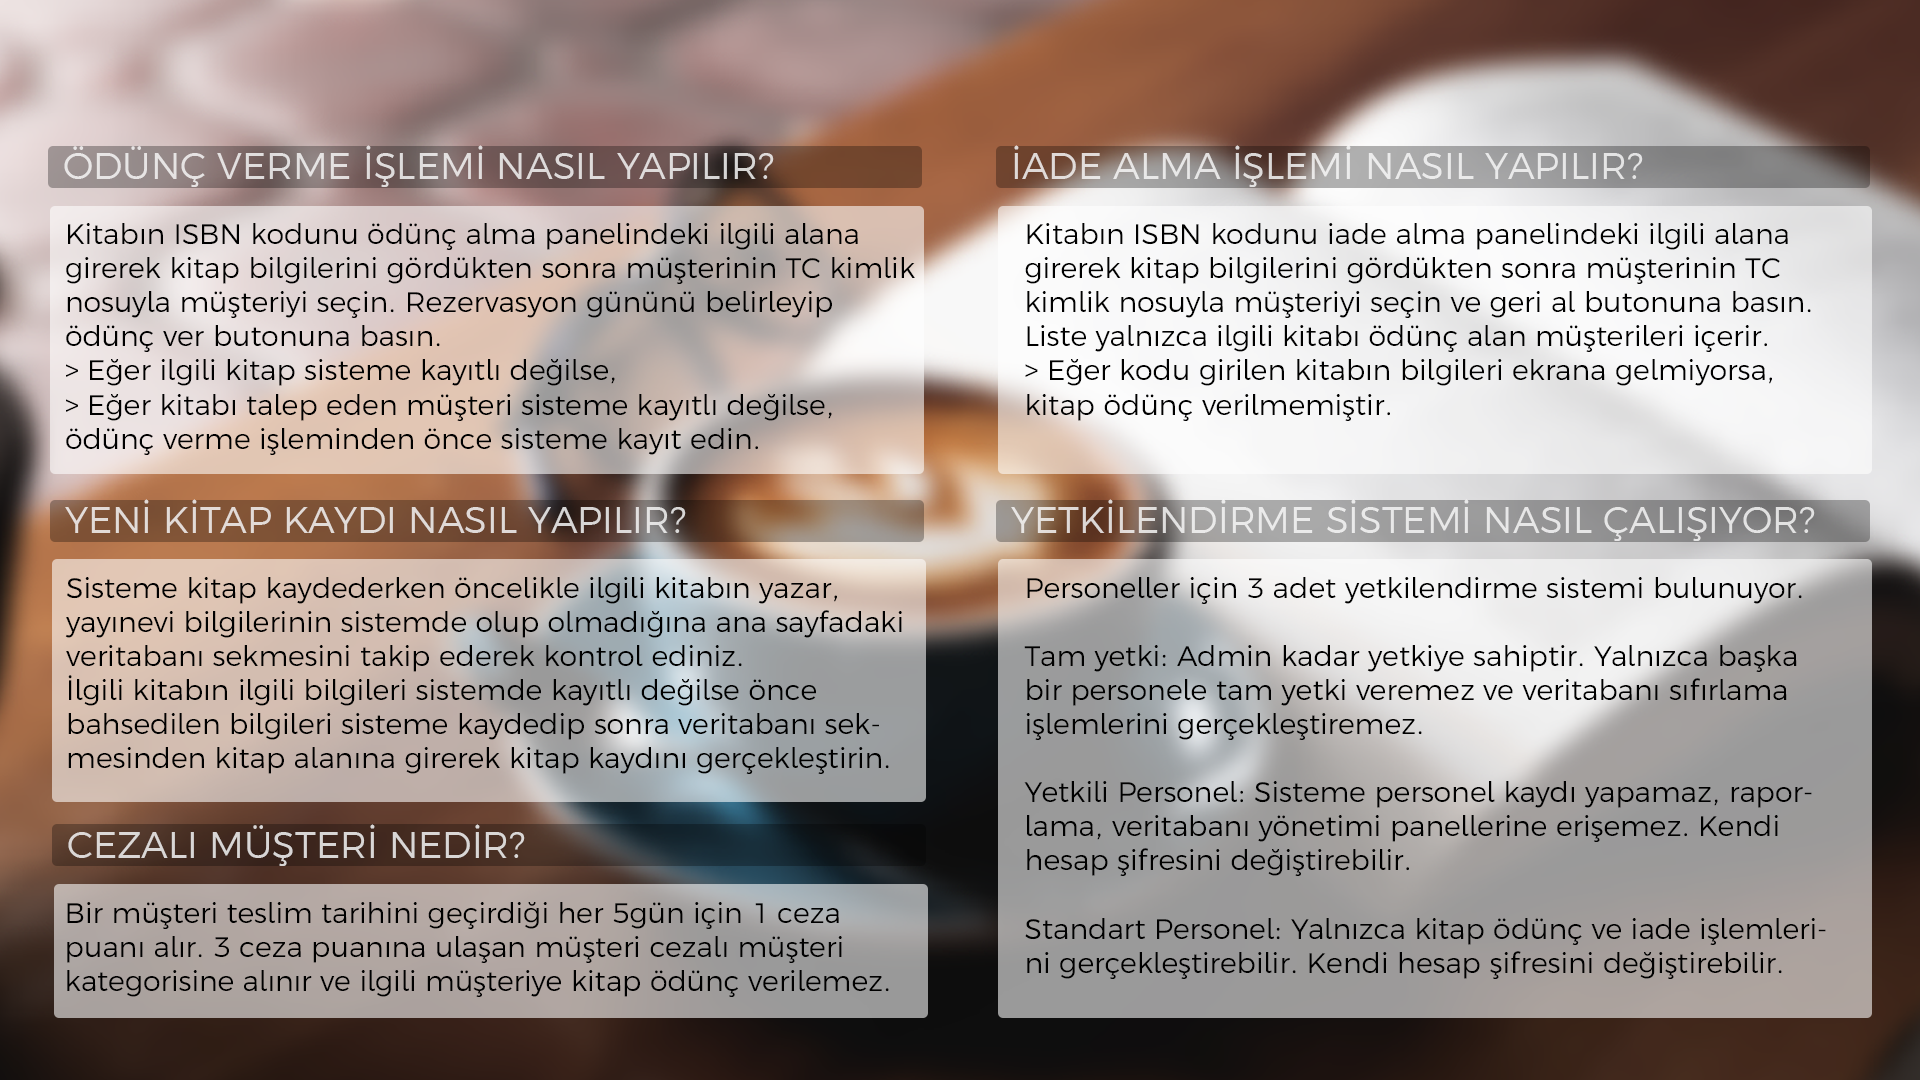 ÖDÜNÇ VERME İŞLEMİ NASIL YAPILIR?
Kitabın ISBN kodunu ödünç alma panelindeki ilgili alana
girerek kitap bilgilerini gördükten sonra müşterinin TC kimlik
nosuyla müşteriyi seçin. Rezervasyon gününü belirleyip
ödünç ver butonuna basın.
> Eğer ilgili kitap sisteme kayıtlı değilse,
> Eğer kitabı talep eden müşteri sisteme kayıtlı değilse,
ödünç verme işleminden önce sisteme kayıt edin.
YENİ KİTAP KAYDI NASIL YAPILIR?
Sisteme kitap kaydederken öncelikle ilgili kitabın yazar,
yayınevi bilgilerinin sistemde olup olmadığına ana sayfadaki
veritabanı sekmesini takip ederek kontrol ediniz.
İlgili kitabın ilgili bilgileri sistemde kayıtlı değilse önce
bahsedilen bilgileri sisteme kaydedip sonra veritabanı sek-
mesinden kitap alanına girerek kitap kaydını gerçekleştirin.
CEZALI MÜŞTERİ NEDİR?
Bir müşteri teslim tarihini geçirdiği her 5gün için 1 ceza
puanı alır. 3 ceza puanına ulaşan müşteri cezalı müşteri
kategorisine alınır ve ilgili müşteriye kitap ödünç verilemez.
İADE ALMA İŞLEMİ NASIL YAPILIR?
Kitabın ISBN kodunu iade alma panelindeki ilgili alana
girerek kitap bilgilerini gördükten sonra müşterinin TC
kimlik nosuyla müşteriyi seçin ve geri al butonuna basın.
Liste yalnızca ilgili kitabı ödünç alan müşterileri içerir.
> Eğer kodu girilen kitabın bilgileri ekrana gelmiyorsa,
kitap ödünç verilmemiştir.
YETKİLENDİRME SİSTEMİ NASIL ÇALIŞIYOR?
Personeller için 3 adet yetkilendirme sistemi bulunuyor.
Tam yetki: Admin kadar yetkiye sahiptir. Yalnızca başka
bir personele tam yetki veremez ve veritabanı sıfırlama
işlemlerini gerçekleştiremez.
Yetkili Personel: Sisteme personel kaydı yapamaz, rapor-
lama, veritabanı yönetimi panellerine erişemez. Kendi
hesap şifresini değiştirebilir.
Standart Personel: Yalnızca kitap ödünç ve iade işlemleri-
ni gerçekleştirebilir. Kendi hesap şifresini değiştirebilir.